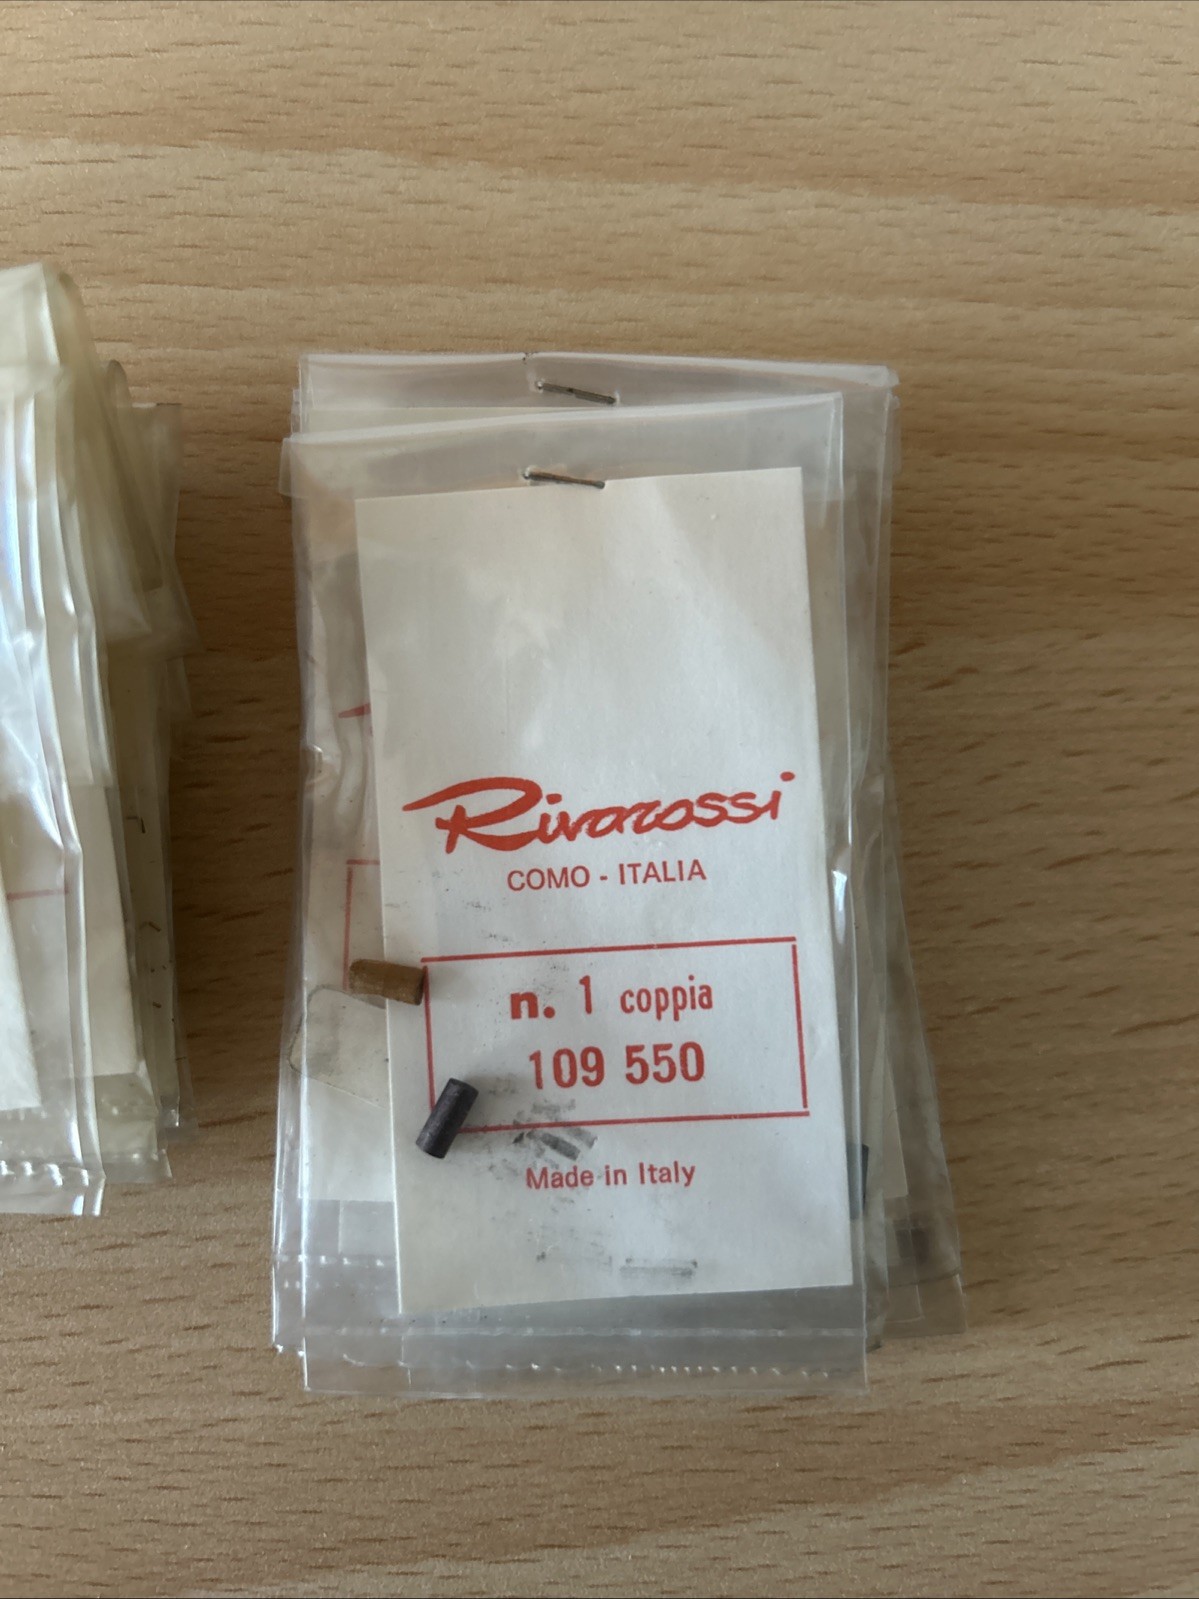 Rivarossi
COMO - ITALIA
n. 1 coppia
109 550
Made in Italy